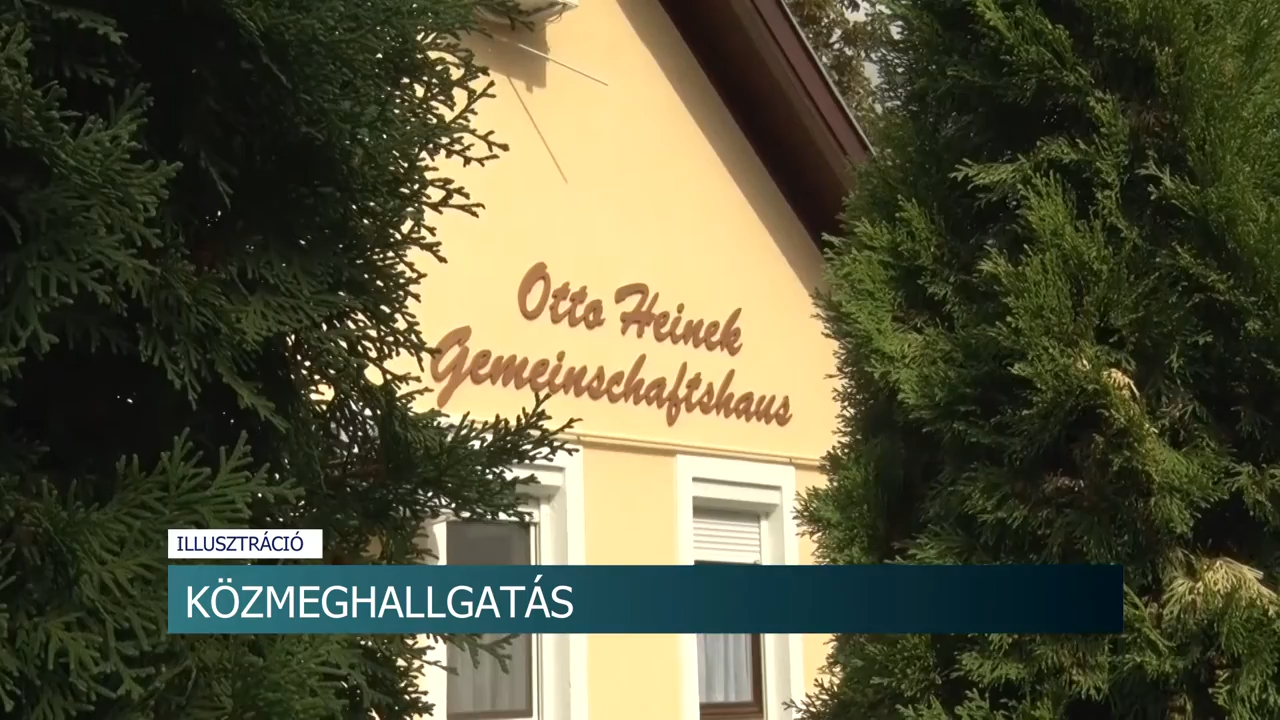 Otto Heinek
Gemeinschaftshaus
ILLUSZTRÁCIÓ
KÖZMEGHALLGATÁS